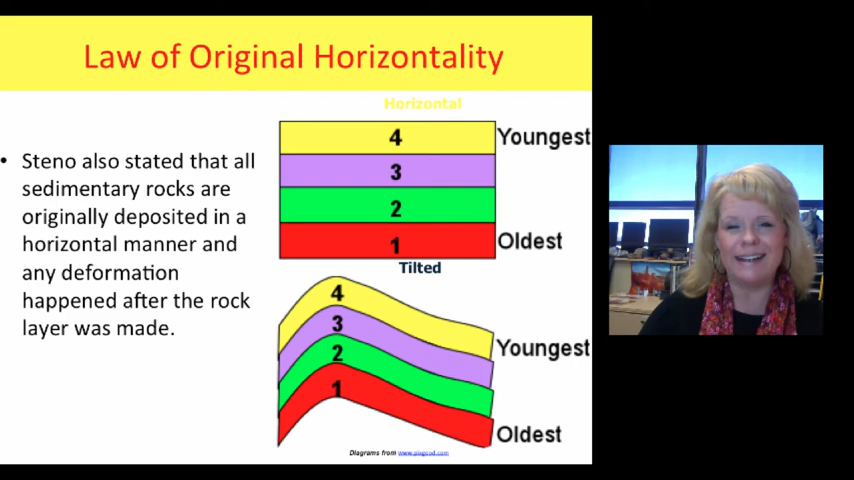 Law of Original Horizontality
• Steno also stated that all
sedimentary rocks are
originally deposited in a
horizontal manner and
any deformation
happened after the rock
layer was made.
Horizontal
4 Youngest
3
2
1 Oldest
Tilted
4
3 Youngest
2
1
Oldest
Diagrams from www.pixgood.com